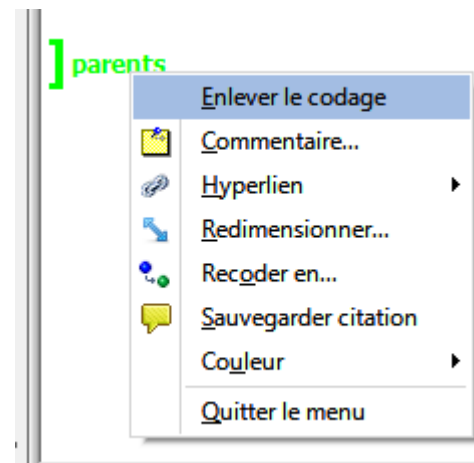 parents
Enlever le codage
Commentaire...
Hyperlien
Redimensionner...
Recoder en...
Sauvegarder citation
Couleur
Quitter le menu